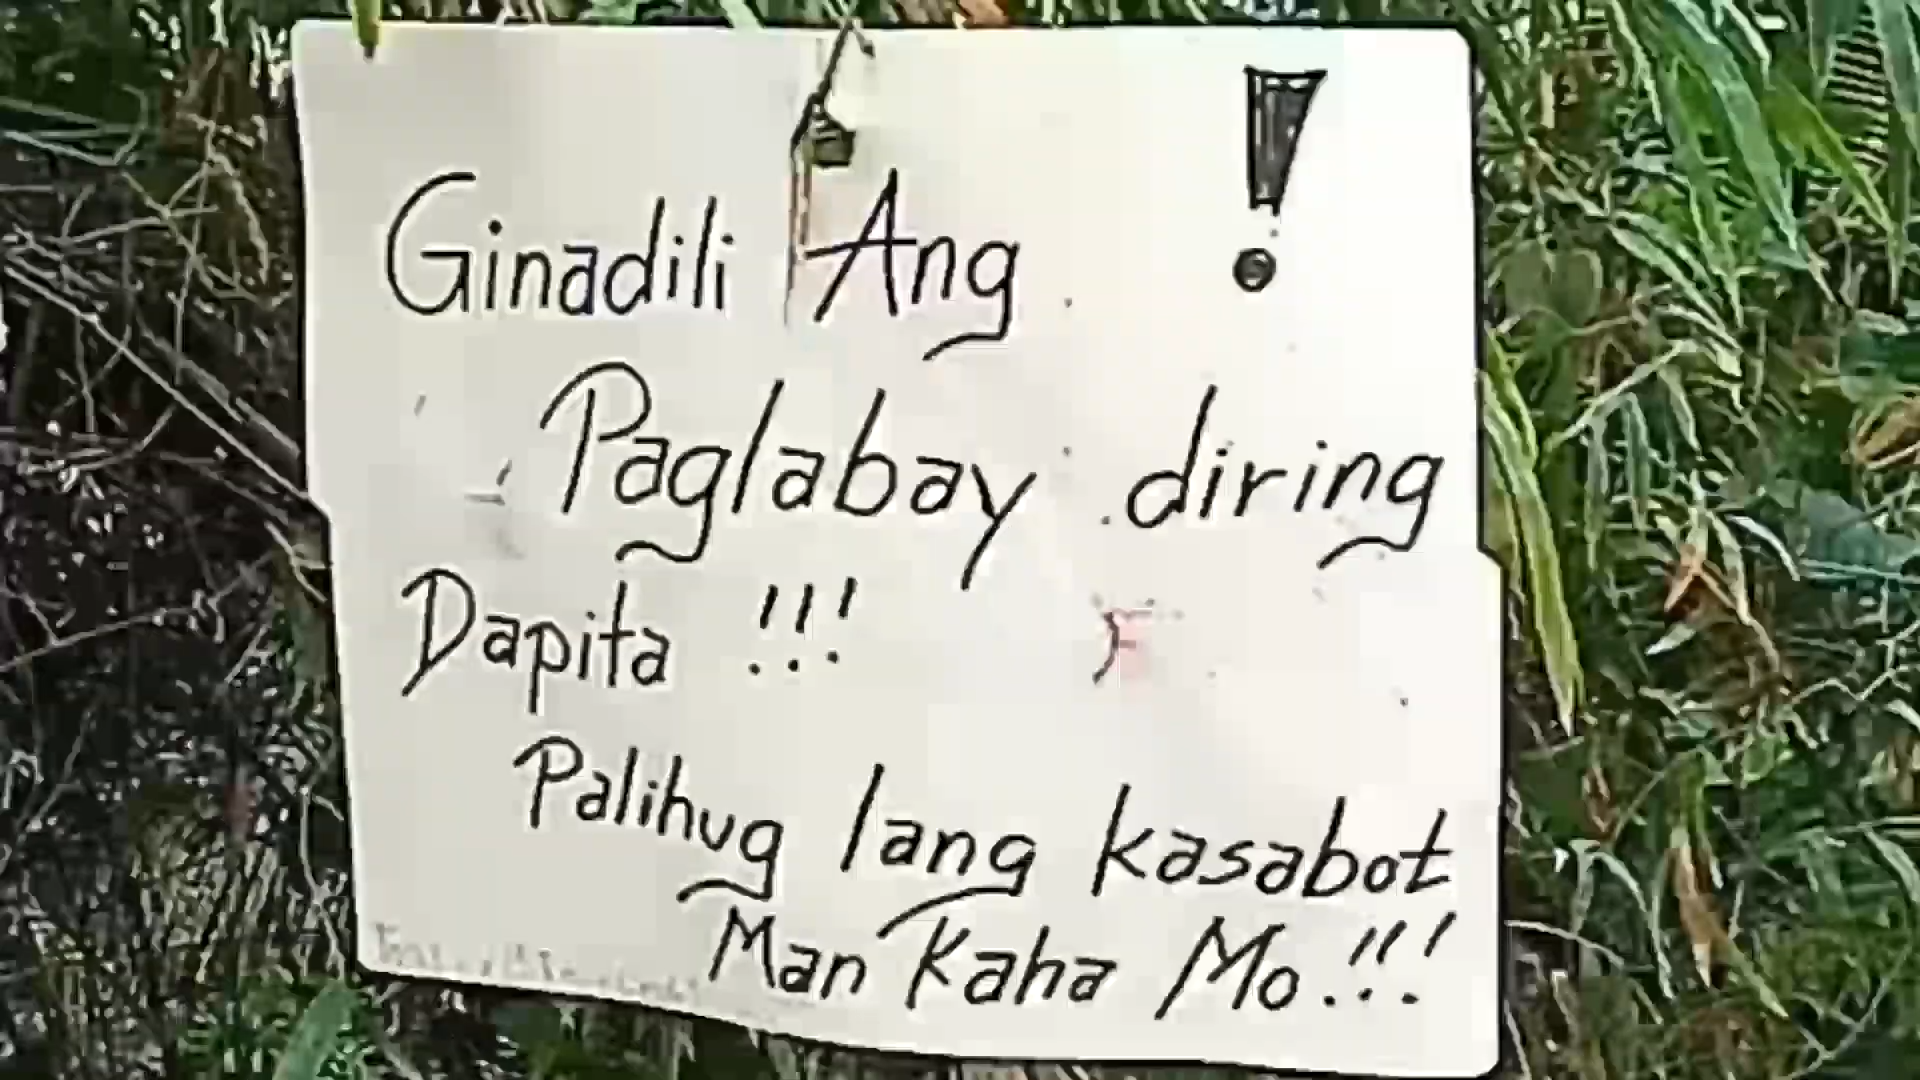 Ginadili Ang !
Paglabay diring
Dapita !!!
Palihug lang kasabot
Man Kaha Mo !!!